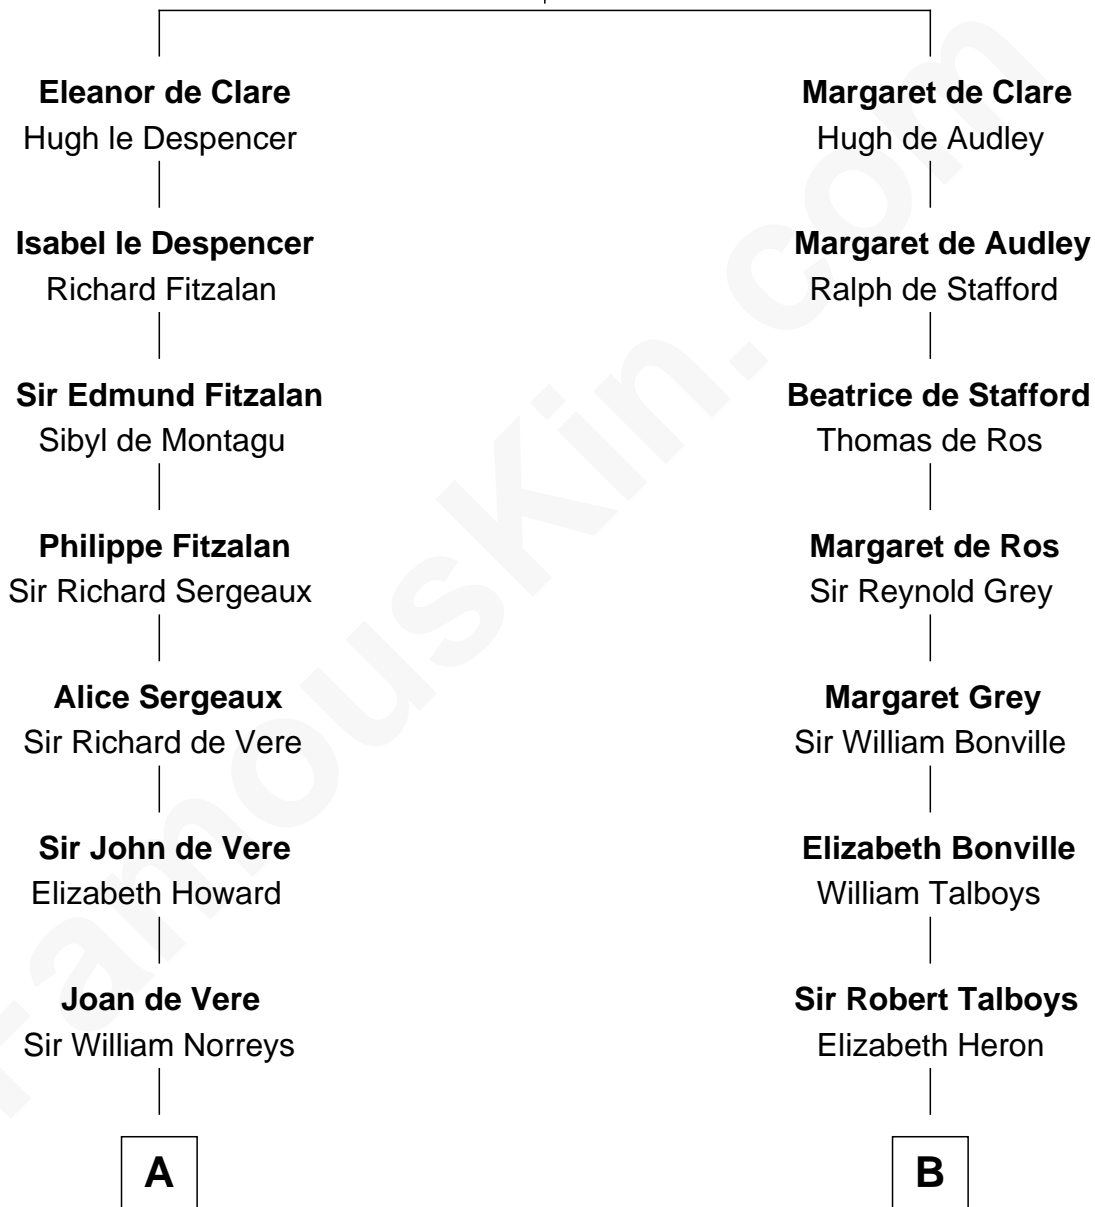 Eleanor de Clare
Hugh le Despencer
Isabel le Despencer
Richard Fitzalan
Sir Edmund Fitzalan
Sibyl de Montagu
Philippe Fitzalan
Sir Richard Sergeaux
Alice Sergeaux
Sir Richard de Vere
Sir John de Vere
Elizabeth Howard
Joan de Vere
Sir William Norreys
A
Margaret de Clare
Hugh de Audley
Margaret de Audley
Ralph de Stafford
Beatrice de Stafford
Thomas de Ros
Margaret de Ros
Sir Reynold Grey
Margaret Grey
Sir William Bonville
Elizabeth Bonville
William Talboys
Sir Robert Talboys
Elizabeth Heron
B
FamousKin.com